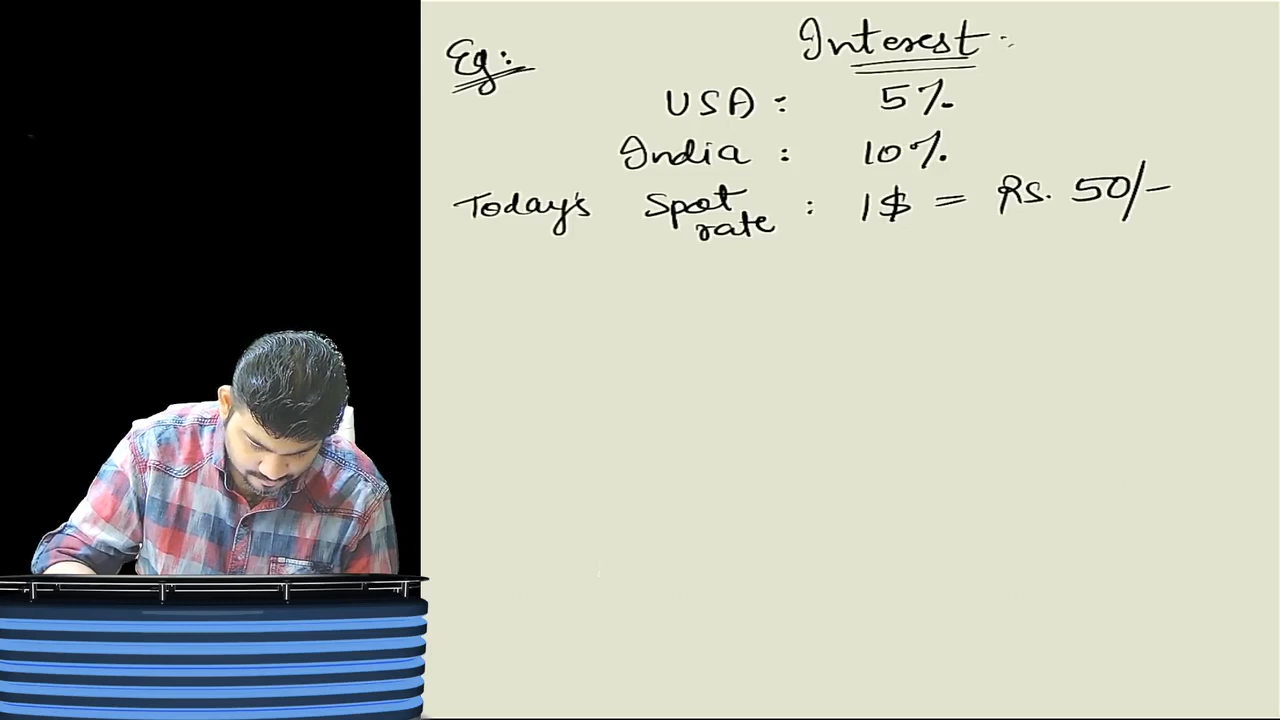 Eg:
Interest:
USA: 5%
India: 10%
Today's Spot rate: 1$ = Rs. 50/-